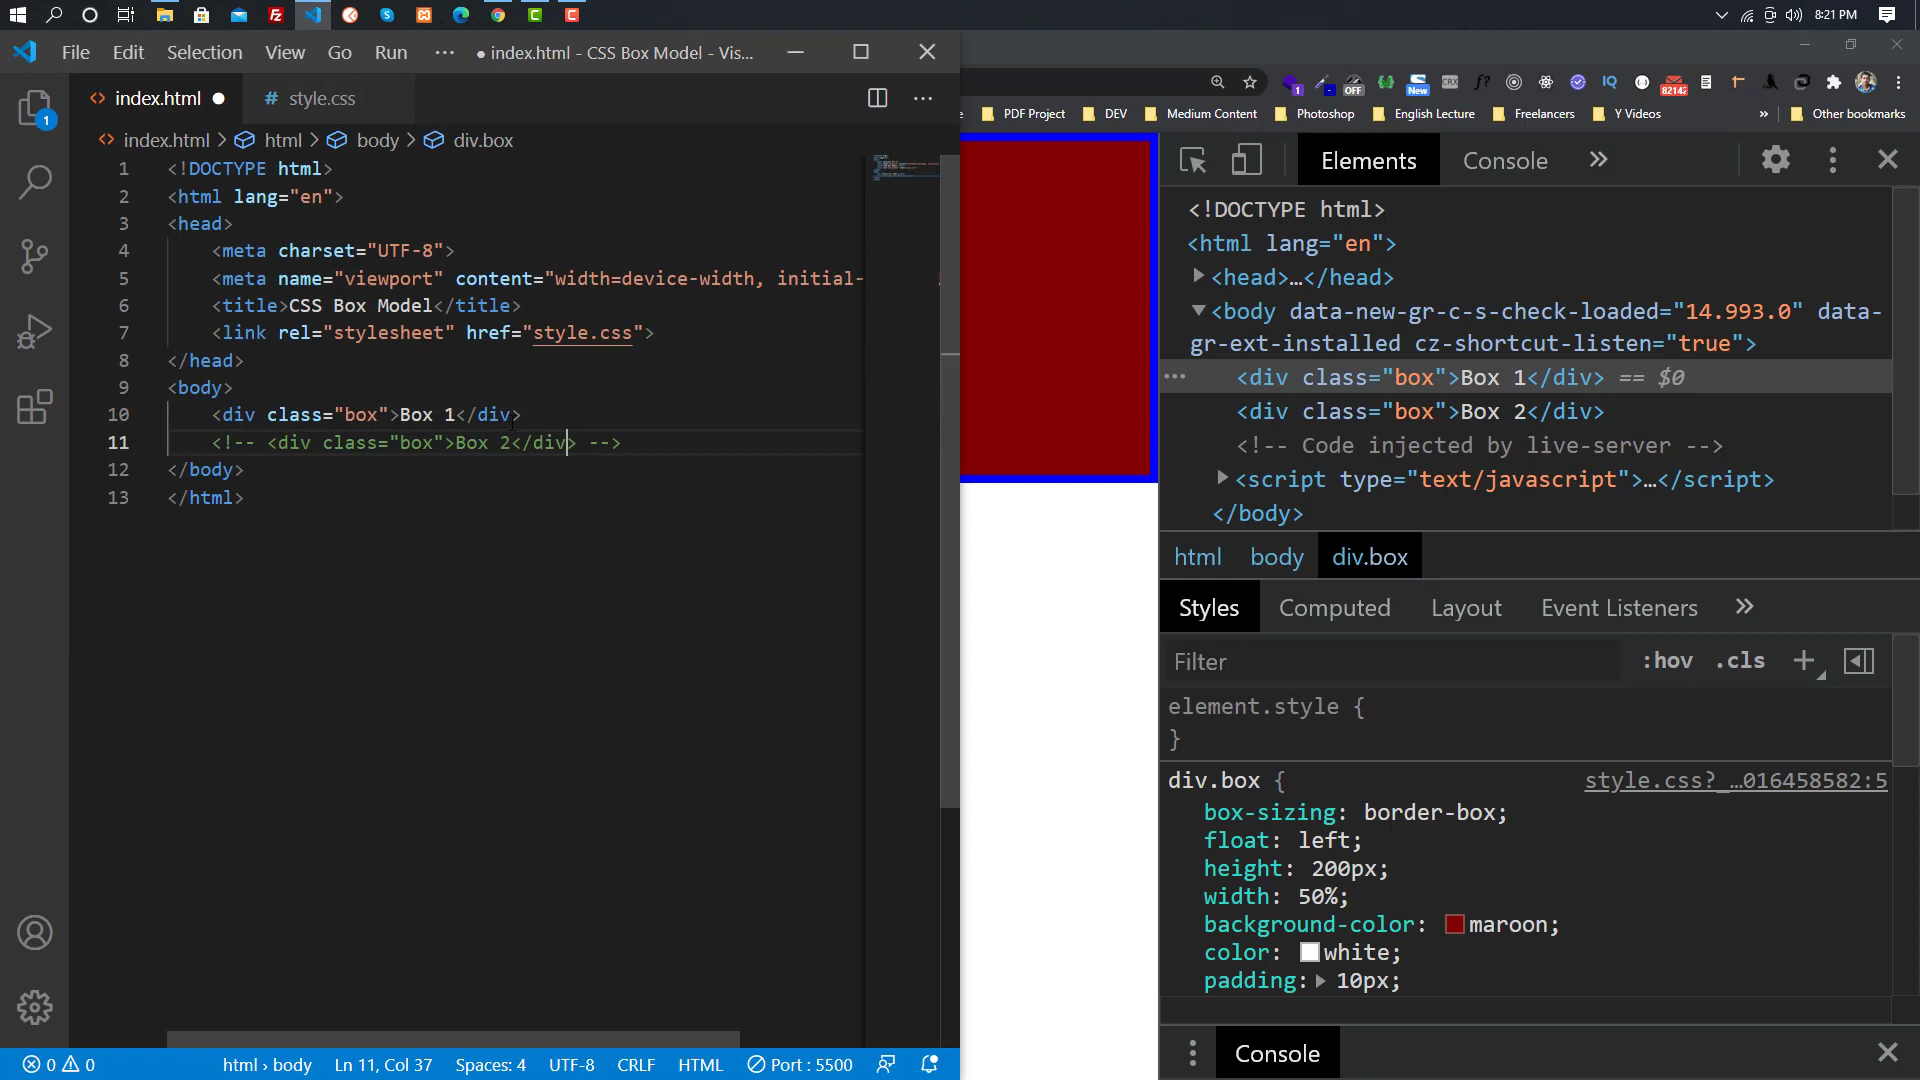 8:21 PM
File Edit Selection View Go Run ··· ● index.html - CSS Box Model - Vis...
index.html ● # style.css
index.html > html > body > div.box
1 <!DOCTYPE html>
2 <html lang="en">
3 <head>
4 <meta charset="UTF-8">
5 <meta name="viewport" content="width=device-width, initial-
6 <title>CSS Box Model</title>
7 <link rel="stylesheet" href="style.css">
8 </head>
9 <body>
10 <div class="box">Box 1</div>
11 <!-- <div class="box">Box 2</div> -->
12 </body>
13 </html>
1
html › body Ln 11, Col 37 Spaces: 4 UTF-8 CRLF HTML Port : 5500
0 0
1 OFF New CRX f? IQ 82142
PDF Project DEV Medium Content Photoshop English Lecture Freelancers Y Videos » Other bookmarks
Elements Console »
<!DOCTYPE html>
<html lang="en">
<head>…</head>
<body data-new-gr-c-s-check-loaded="14.993.0" data-
gr-ext-installed cz-shortcut-listen="true">
··· <div class="box">Box 1</div> == $0
<div class="box">Box 2</div>
<!-- Code injected by live-server -->
<script type="text/javascript">…</script>
</body>
html body div.box
Styles Computed Layout Event Listeners »
Filter :hov .cls +
element.style {
}
div.box { style.css?_…016458582:5
box-sizing: border-box;
float: left;
height: 200px;
width: 50%;
background-color: maroon;
color: white;
padding: 10px;
Console